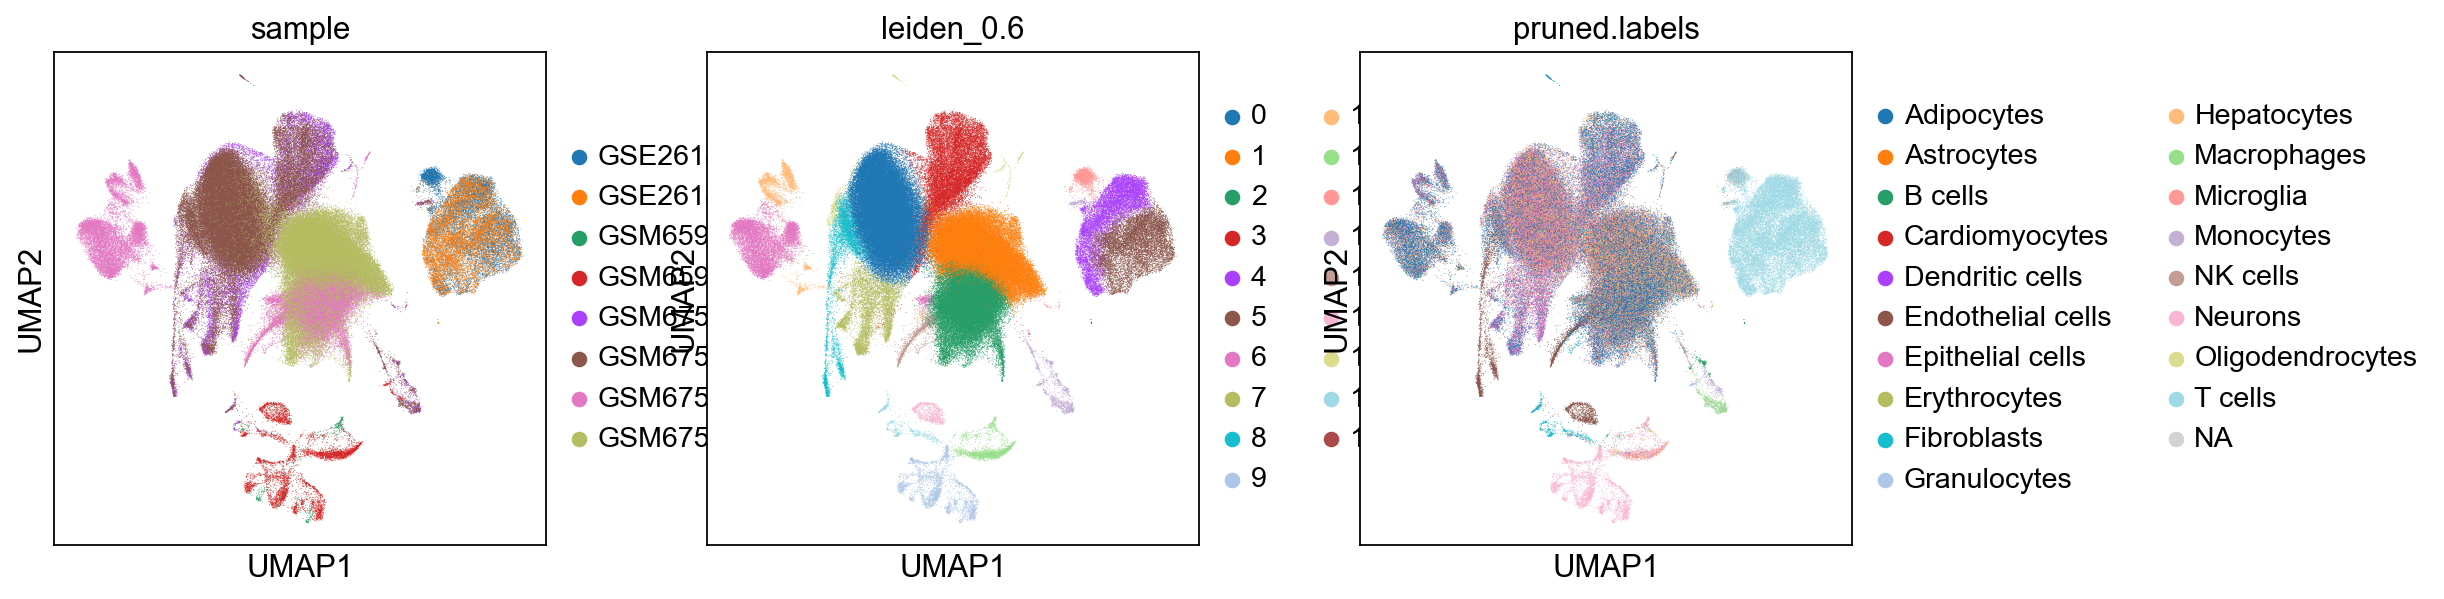 sample
leiden_0.6
pruned.labels
UMAP2
UMAP1
GSE261
GSE261
GSM659
GSM659
GSM675
GSM675
GSM675
GSM675
UMAP2
UMAP1
0
1
2
3
4
5
6
7
8
9
UMAP2
UMAP1
Adipocytes
Astrocytes
B cells
Cardiomyocytes
Dendritic cells
Endothelial cells
Epithelial cells
Erythrocytes
Fibroblasts
Granulocytes
Hepatocytes
Macrophages
Microglia
Monocytes
NK cells
Neurons
Oligodendrocytes
T cells
NA